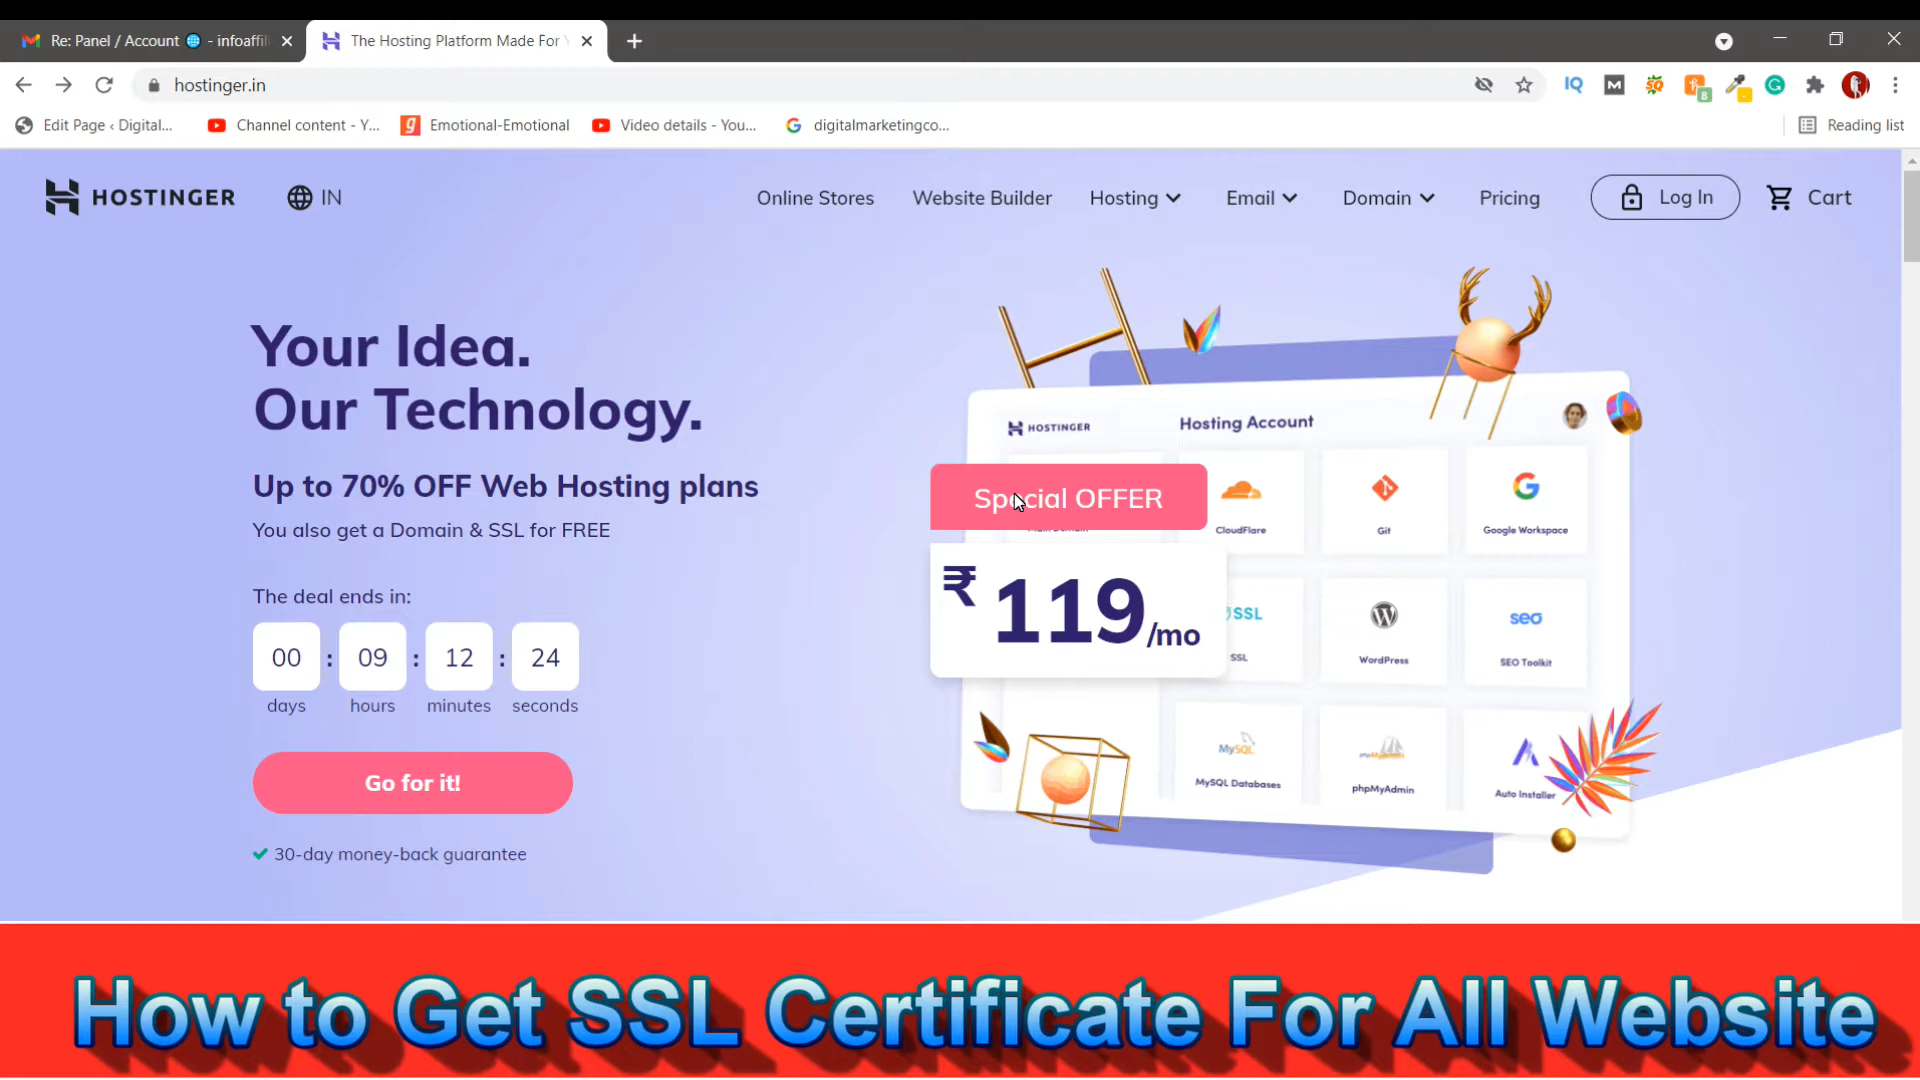 Re: Panel / Account - infoaffil
The Hosting Platform Made For Y
hostinger.in
IQ
M
SQ
8
G
Edit Page ‹ Digital...
Channel content - Y...
Emotional-Emotional
Video details - You...
digitalmarketingco...
Reading list
HOSTINGER
IN
Online Stores
Website Builder
Hosting
Email
Domain
Pricing
Log In
Cart
Your Idea.
Our Technology.
Up to 70% OFF Web Hosting plans
You also get a Domain & SSL for FREE
The deal ends in:
00 : 09 : 12 : 24
days hours minutes seconds
Go for it!
30-day money-back guarantee
HOSTINGER
Hosting Account
Special OFFER
₹ 119/mo
CloudFlare
Git
Google Workspace
SSL
SSL
WordPress
seo
SEO Toolkit
MySQL
MySQL Databases
phpMyAdmin
phpMyAdmin
Auto Installer
How to Get SSL Certificate For All Website